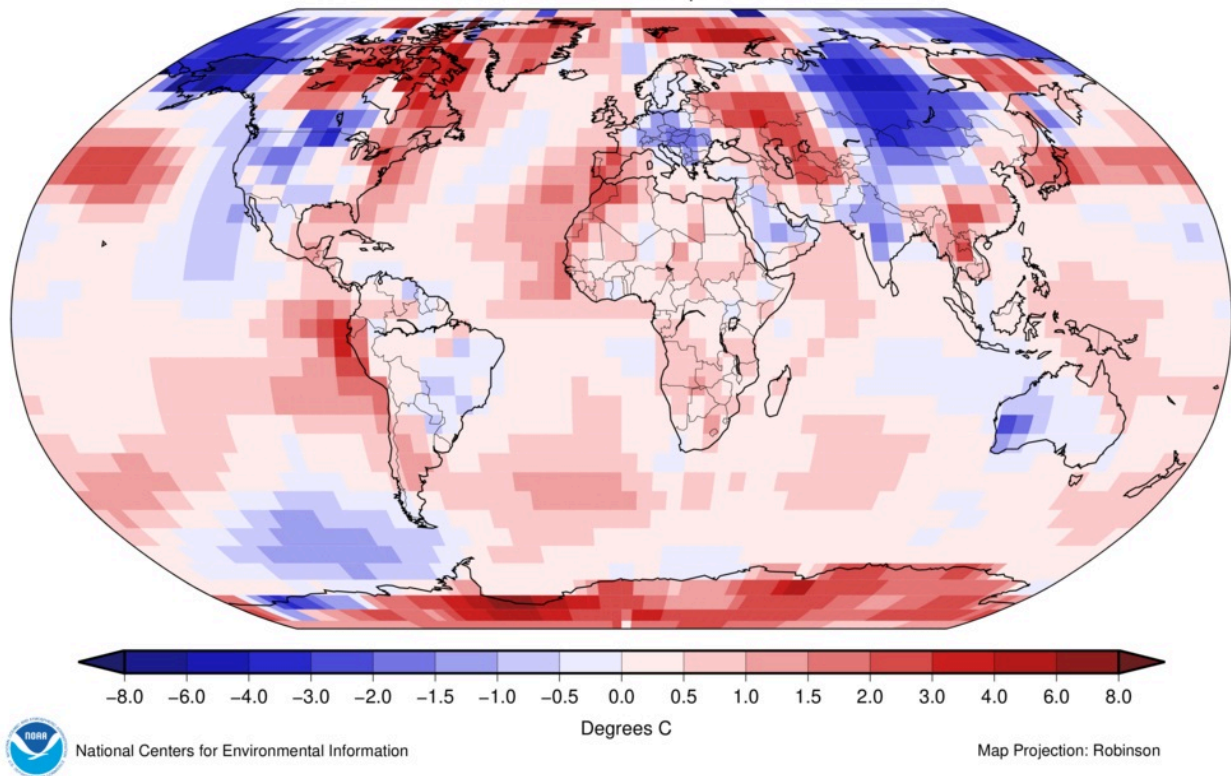 −8.0 −6.0 −4.0 −3.0 −2.0 −1.5 −1.0 −0.5 0.0 0.5 1.0 1.5 2.0 3.0 4.0 6.0 8.0
Degrees C
NOAA
National Centers for Environmental Information
Map Projection: Robinson